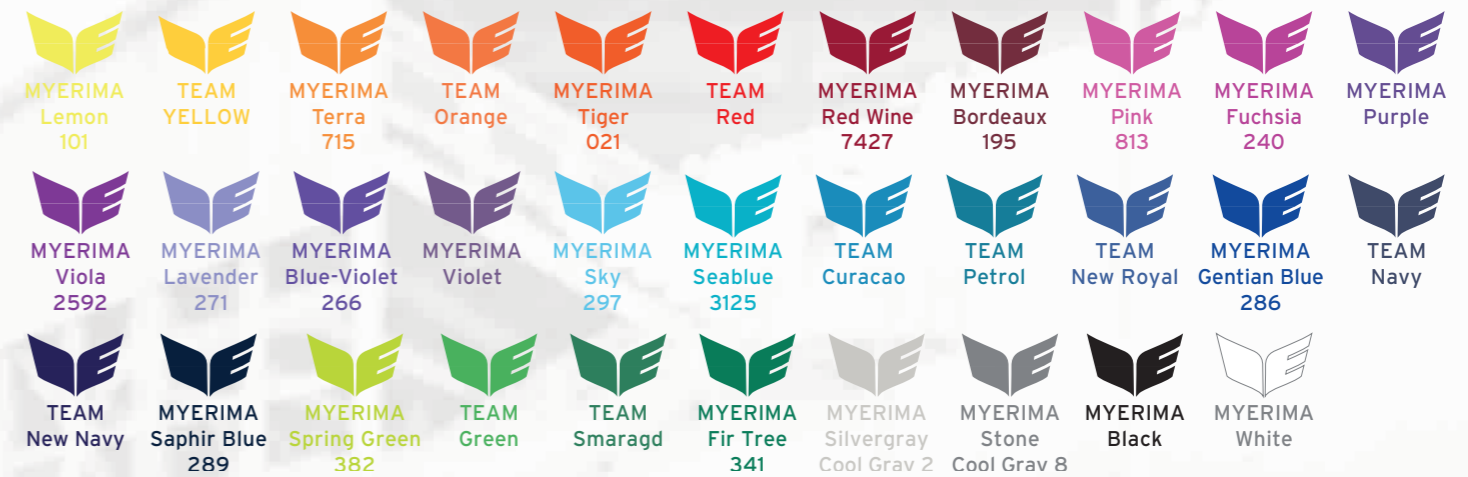 MYERIMA
Lemon
101
TEAM
YELLOW
MYERIMA
Terra
715
TEAM
Orange
MYERIMA
Tiger
021
TEAM
Red
MYERIMA
Red Wine
7427
MYERIMA
Bordeaux
195
MYERIMA
Pink
813
MYERIMA
Fuchsia
240
MYERIMA
Purple
MYERIMA
Viola
2592
MYERIMA
Lavender
271
MYERIMA
Blue-Violet
266
MYERIMA
Violet
MYERIMA
Sky
297
MYERIMA
Seablue
3125
TEAM
Curacao
TEAM
Petrol
TEAM
New Royal
MYERIMA
Gentian Blue
286
TEAM
Navy
TEAM
New Navy
MYERIMA
Saphir Blue
289
MYERIMA
Spring Green
382
TEAM
Green
TEAM
Smaragd
MYERIMA
Fir Tree
341
MYERIMA
Silvergray
Cool Gray 2
MYERIMA
Stone
Cool Gray 8
MYERIMA
Black
MYERIMA
White